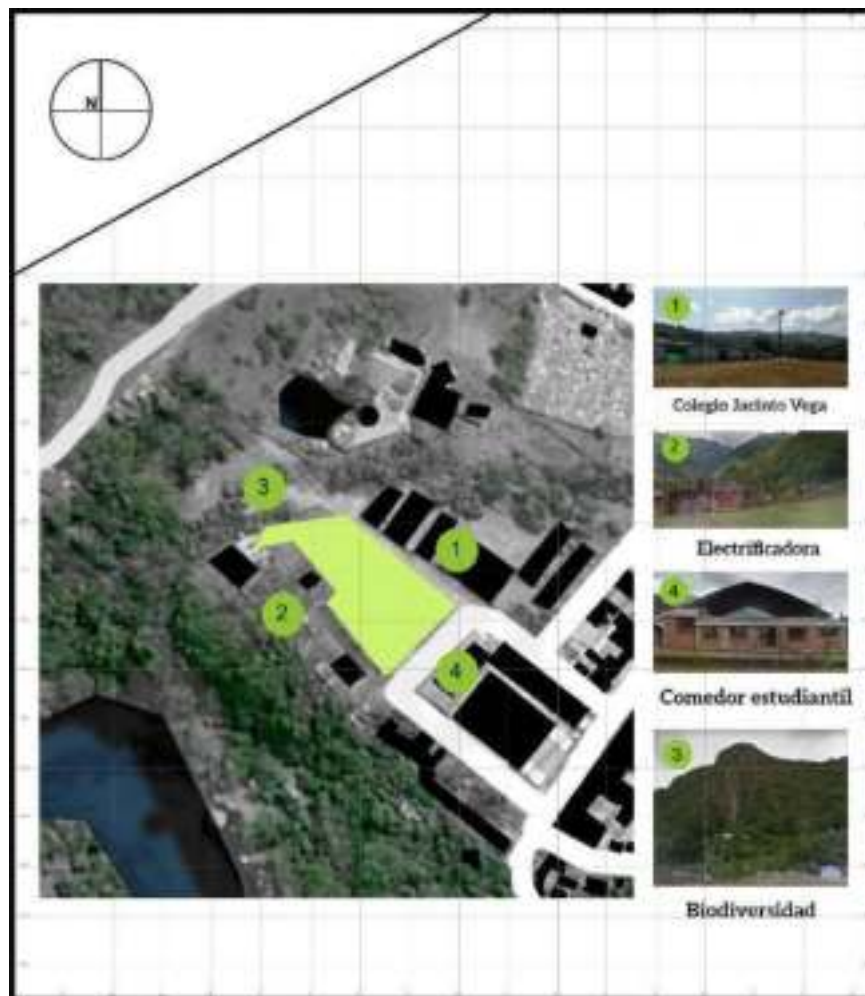 N
1
Colegio Jacinto Vega
2
Electrificadora
4
Comedor estudiantil
3
Biodiversidad
3
1
2
4